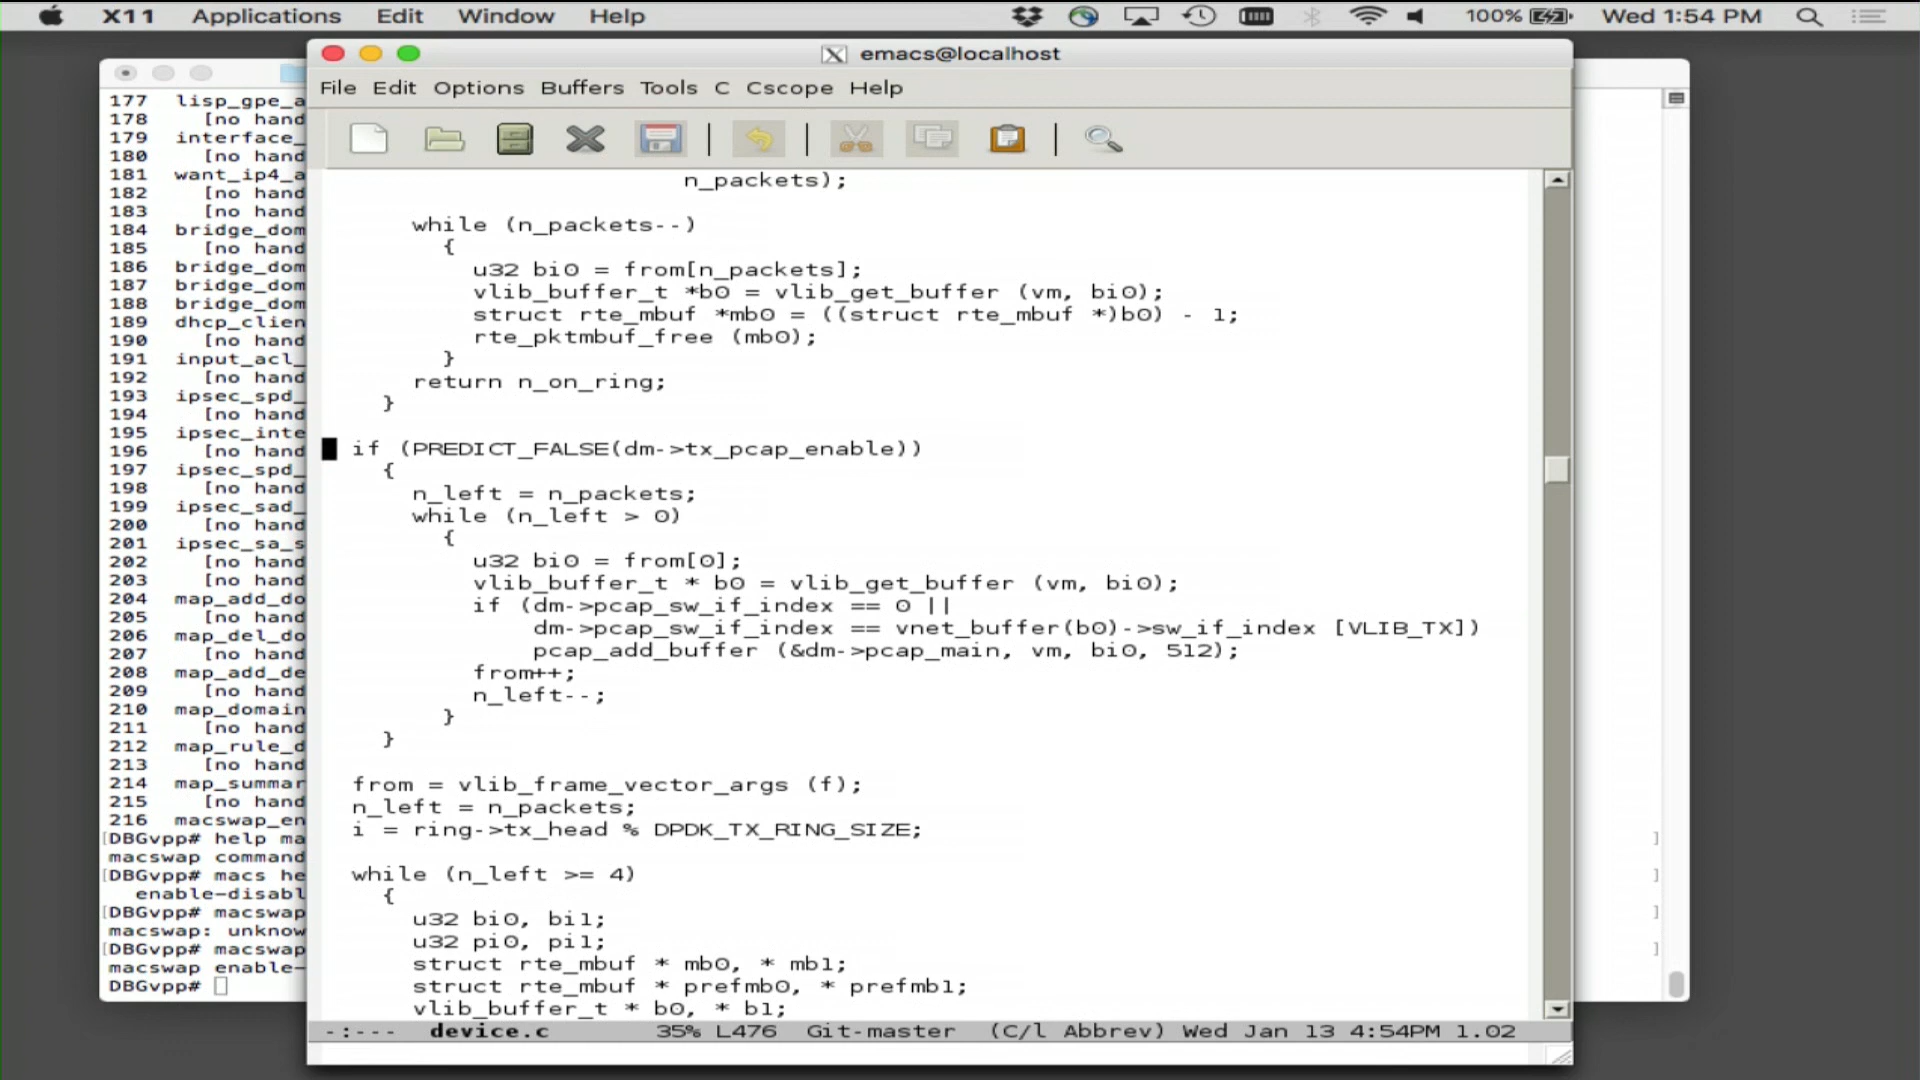 X11 Applications Edit Window Help 100% Wed 1:54 PM
emacs@localhost
File Edit Options Buffers Tools C Cscope Help
n_packets);
while (n_packets--)
{
u32 bi0 = from[n_packets];
vlib_buffer_t *b0 = vlib_get_buffer (vm, bi0);
struct rte_mbuf *mb0 = ((struct rte_mbuf *)b0) - 1;
rte_pktmbuf_free (mb0);
}
return n_on_ring;
}
if (PREDICT_FALSE(dm->tx_pcap_enable))
{
n_left = n_packets;
while (n_left > 0)
{
u32 bi0 = from[0];
vlib_buffer_t * b0 = vlib_get_buffer (vm, bi0);
if (dm->pcap_sw_if_index == 0 ||
dm->pcap_sw_if_index == vnet_buffer(b0)->sw_if_index [VLIB_TX])
pcap_add_buffer (&dm->pcap_main, vm, bi0, 512);
from++;
n_left--;
}
}
from = vlib_frame_vector_args (f);
n_left = n_packets;
i = ring->tx_head % DPDK_TX_RING_SIZE;
while (n_left >= 4)
{
u32 bi0, bi1;
u32 pi0, pi1;
struct rte_mbuf * mb0, * mb1;
struct rte_mbuf * prefmb0, * prefmb1;
vlib_buffer_t * b0, * b1;
-:--- device.c 35% L476 Git-master (C/l Abbrev) Wed Jan 13 4:54PM 1.02
177 lisp_gpe_a
178 [no hand
179 interface_
180 [no hand
181 want_ip4_a
182 [no hand
183 [no hand
184 bridge_dom
185 [no hand
186 bridge_dom
187 bridge_dom
188 bridge_dom
189 dhcp_clien
190 [no hand
191 input_acl_
192 [no hand
193 ipsec_spd_
194 [no hand
195 ipsec_inte
196 [no hand
197 ipsec_spd_
198 [no hand
199 ipsec_sad_
200 [no hand
201 ipsec_sa_s
202 [no hand
203 [no hand
204 map_add_do
205 [no hand
206 map_del_do
207 [no hand
208 map_add_de
209 [no hand
210 map_domain
211 [no hand
212 map_rule_d
213 [no hand
214 map_summar
215 [no hand
216 macswap_en
[DBGvpp# help ma ]
macswap command
[DBGvpp# macs he ]
enable-disabl
[DBGvpp# macswap ]
macswap: unknow
[DBGvpp# macswap ]
macswap enable-
DBGvpp#